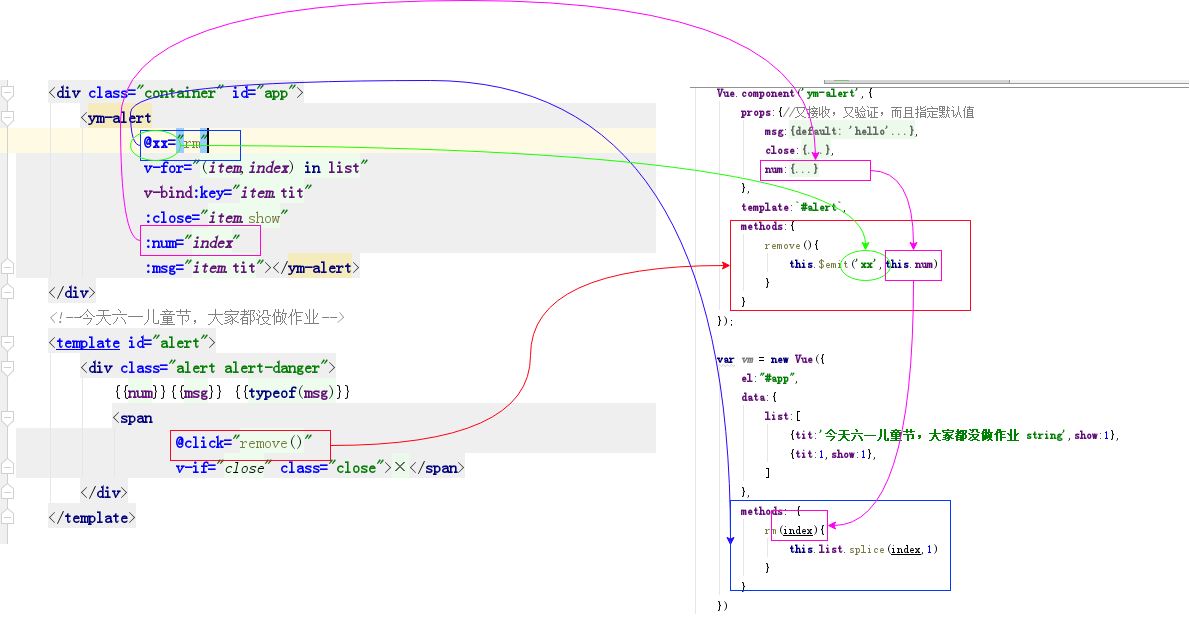 <div class="container" id="app">
<ym-alert
@xx="rm"
v-for="(item,index) in list"
v-bind:key="item.tit"
:close="item.show"
:num="index"
:msg="item.tit"></ym-alert>
</div>
<!--今天六一儿童节，大家都没做作业-->
<template id="alert">
<div class="alert alert-danger">
{{num}}{{msg}} {{typeof(msg)}}
<span
@click="remove()"
v-if="close" class="close">×</span>
</div>
</template>
Vue.component('ym-alert',{
props:{//又接收，又验证，而且指定默认值
msg:{default: 'hello'...},
close:{...},
num:{...}
},
template:`#alert`,
methods:{
remove(){
this.$emit('xx',this.num)
}
}
});
var vm = new Vue({
el:"#app",
data:{
list:[
{tit:'今天六一儿童节，大家都没做作业 string',show:1},
{tit:1,show:1},
]
},
methods: {
rm(index){
this.list.splice(index,1)
}
}
})